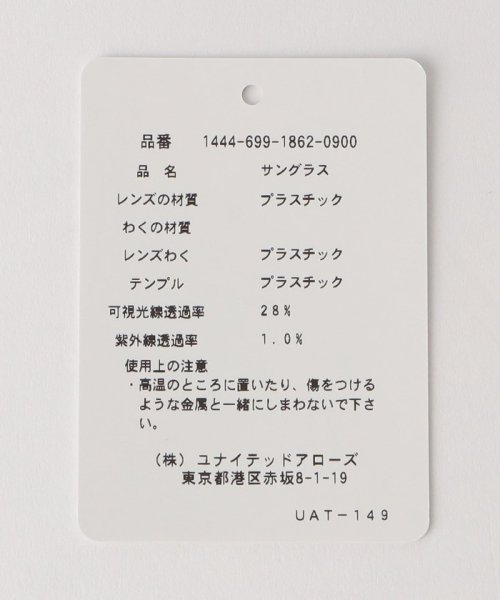 品番 1444-699-1862-0900
品 名 サングラス
レンズの材質 プラスチック
わくの材質
レンズわく プラスチック
テンプル プラスチック
可視光線透過率 28%
紫外線透過率 1.0%
使用上の注意
・高温のところに置いたり、傷をつける
ような金属と一緒にしまわないで下さ
い。
(株) ユナイテッドアローズ
東京都港区赤坂8-1-19
UAT-149